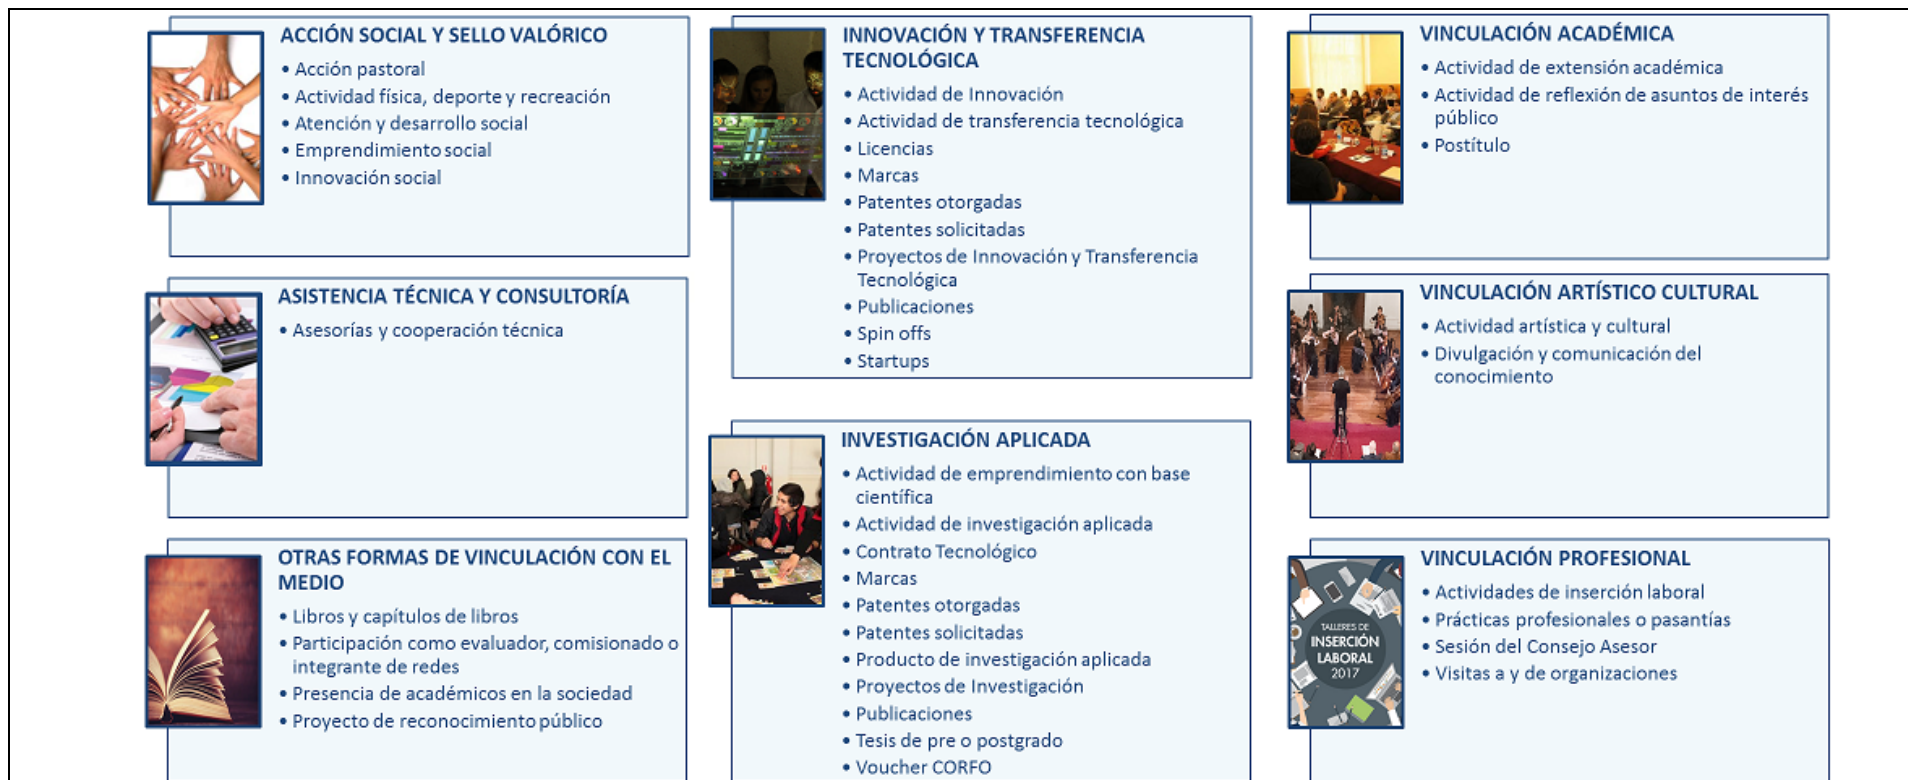 ACCIÓN SOCIAL Y SELLO VALÓRICO
• Acción pastoral
• Actividad física, deporte y recreación
• Atención y desarrollo social
• Emprendimiento social
• Innovación social
ASISTENCIA TÉCNICA Y CONSULTORÍA
• Asesorías y cooperación técnica
OTRAS FORMAS DE VINCULACIÓN CON EL
MEDIO
• Libros y capítulos de libros
• Participación como evaluador, comisionado o
integrante de redes
• Presencia de académicos en la sociedad
• Proyecto de reconocimiento público
INNOVACIÓN Y TRANSFERENCIA
TECNOLÓGICA
• Actividad de Innovación
• Actividad de transferencia tecnológica
• Licencias
• Marcas
• Patentes otorgadas
• Patentes solicitadas
• Proyectos de Innovación y Transferencia
Tecnológica
• Publicaciones
• Spin offs
• Startups
INVESTIGACIÓN APLICADA
• Actividad de emprendimiento con base
científica
• Actividad de investigación aplicada
• Contrato Tecnológico
• Marcas
• Patentes otorgadas
• Patentes solicitadas
• Producto de investigación aplicada
• Proyectos de Investigación
• Publicaciones
• Tesis de pre o postgrado
• Voucher CORFO
VINCULACIÓN ACADÉMICA
• Actividad de extensión académica
• Actividad de reflexión de asuntos de interés
público
• Postítulo
VINCULACIÓN ARTÍSTICO CULTURAL
• Actividad artística y cultural
• Divulgación y comunicación del
conocimiento
VINCULACIÓN PROFESIONAL
• Actividades de inserción laboral
• Prácticas profesionales o pasantías
• Sesión del Consejo Asesor
• Visitas a y de organizaciones
TALLERES DE
INSERCIÓN
LABORAL
2017